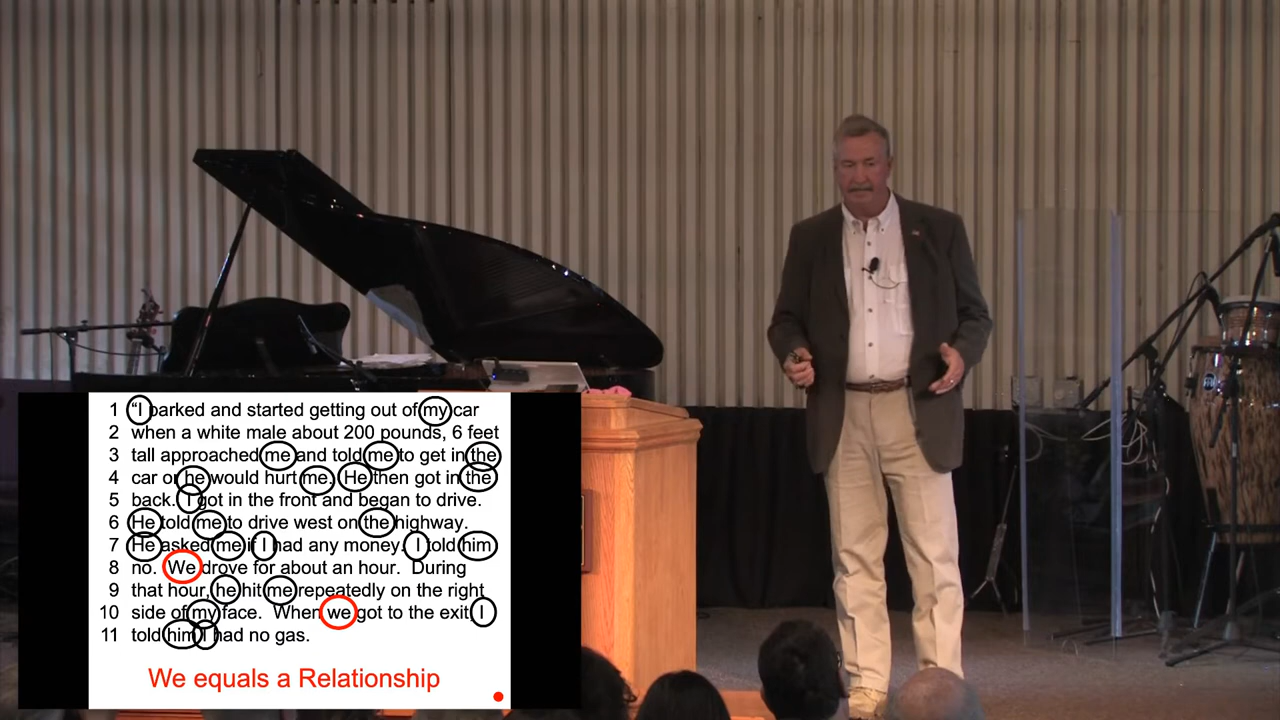 1 “I parked and started getting out of my car
2 when a white male about 200 pounds, 6 feet
3 tall approached me and told me to get in the
4 car or he would hurt me. He then got in the
5 back. I got in the front and began to drive.
6 He told me to drive west on the highway.
7 He asked me if I had any money. I told him
8 no. We drove for about an hour. During
9 that hour, he hit me repeatedly on the right
10 side of my face. When we got to the exit, I
11 told him I had no gas.
We equals a Relationship